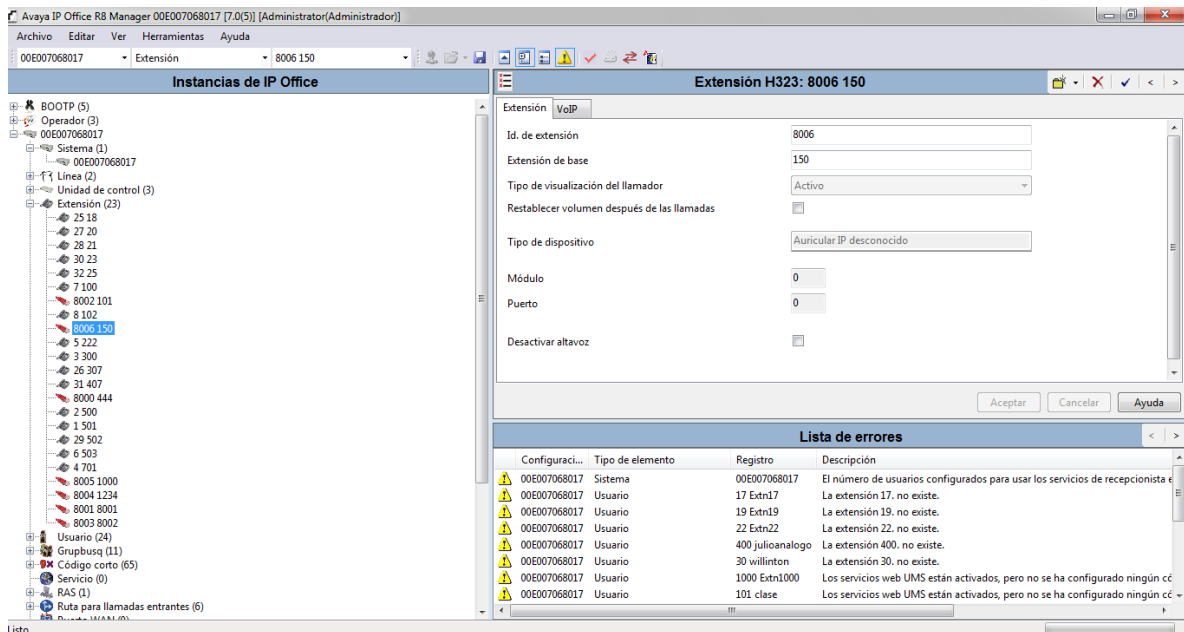 Avaya IP Office R8 Manager 00E007068017 [7.0(5)] [Administrator(Administrador)]
Archivo Editar Ver Herramientas Ayuda
00E007068017 Extensión 8006 150
Instancias de IP Office
BOOTP (5)
Operador (3)
00E007068017
Sistema (1)
00E007068017
Línea (2)
Unidad de control (3)
Extensión (23)
25 18
27 20
28 21
30 23
32 25
7 100
8002 101
8 102
8006 150
5 222
3 300
26 307
31 407
8000 444
2 500
1 501
29 502
6 503
4 701
8005 1000
8004 1234
8001 8001
8003 8002
Usuario (24)
Grupbusq (11)
Código corto (65)
Servicio (0)
RAS (1)
Ruta para llamadas entrantes (6)
Extensión H323: 8006 150
Extensión VoIP
Id. de extensión 8006
Extensión de base 150
Tipo de visualización del llamador Activo
Restablecer volumen después de las llamadas
Tipo de dispositivo Auricular IP desconocido
Módulo 0
Puerto 0
Desactivar altavoz
Aceptar Cancelar Ayuda
Lista de errores
Configuraci... Tipo de elemento Registro Descripción
00E007068017 Sistema 00E007068017 El número de usuarios configurados para usar los servicios de recepcionista e
00E007068017 Usuario 17 Extn17 La extensión 17. no existe.
00E007068017 Usuario 19 Extn19 La extensión 19. no existe.
00E007068017 Usuario 22 Extn22 La extensión 22. no existe.
00E007068017 Usuario 400 julioanalogo La extensión 400. no existe.
00E007068017 Usuario 30 willinton La extensión 30. no existe.
00E007068017 Usuario 1000 Extn1000 Los servicios web UMS están activados, pero no se ha configurado ningún có
00E007068017 Usuario 101 clase Los servicios web UMS están activados, pero no se ha configurado ningún có
Listo